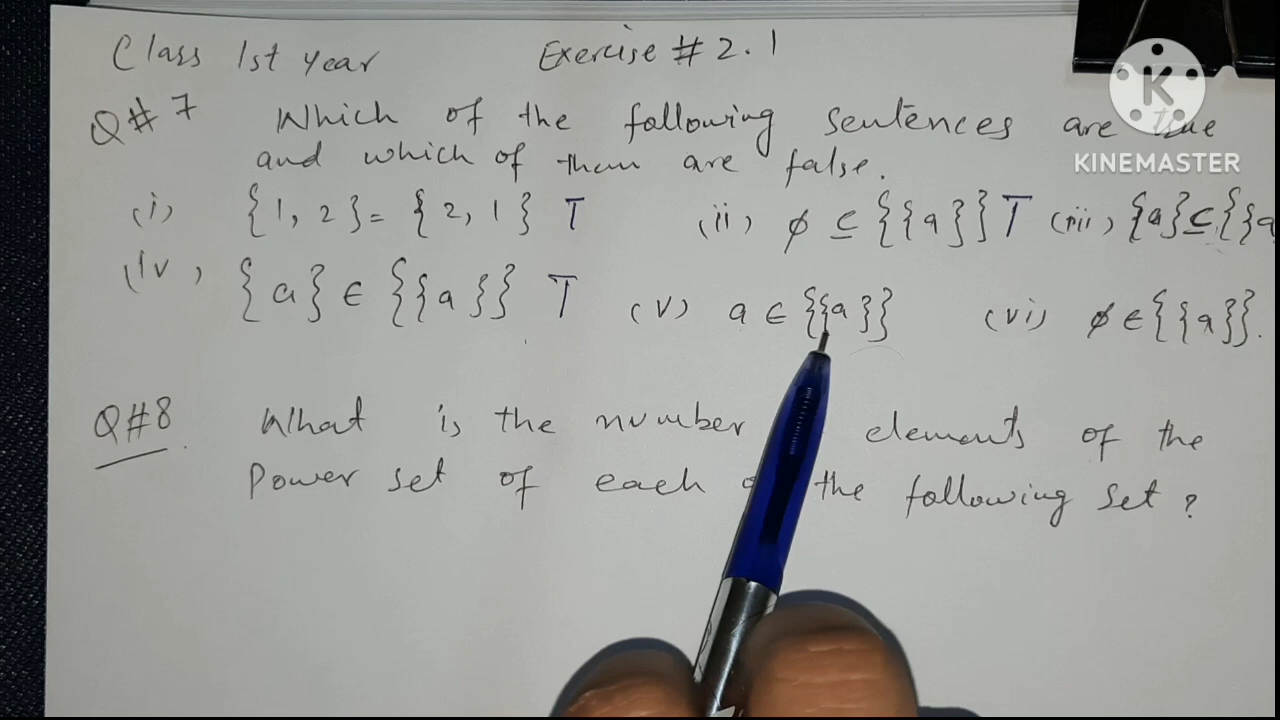 Class 1st year Exercise # 2.1
Q# 7 Which of the following sentences are true
and which of them are false.
(i) {1, 2} = {2, 1} T (ii) ϕ ⊆ {{a}} T (iii) {a} ⊆ {{a
(iv) {a} ∈ {{a}} T (v) a ∈ {{a}} (vi) ϕ ∈ {{a}}.
Q#8. What is the number elements of the
Power set of each the following set?
K
KINEMASTER